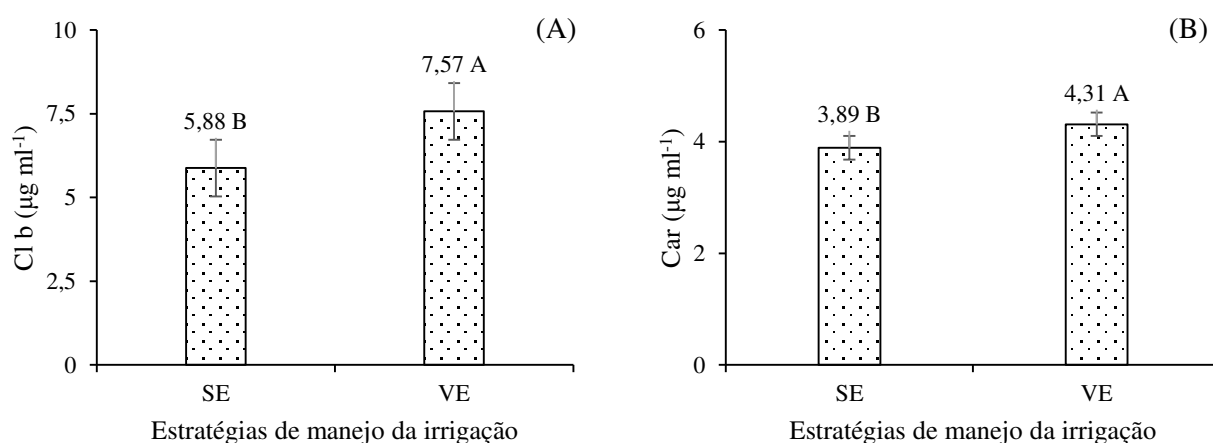 (A)
10
7,5
5
2,5
0
Cl b (µg ml-1)
5,88 B
7,57 A
SE
VE
Estratégias de manejo da irrigação
(B)
6
4
2
0
Car (µg ml-1)
3,89 B
4,31 A
SE
VE
Estratégias de manejo da irrigação